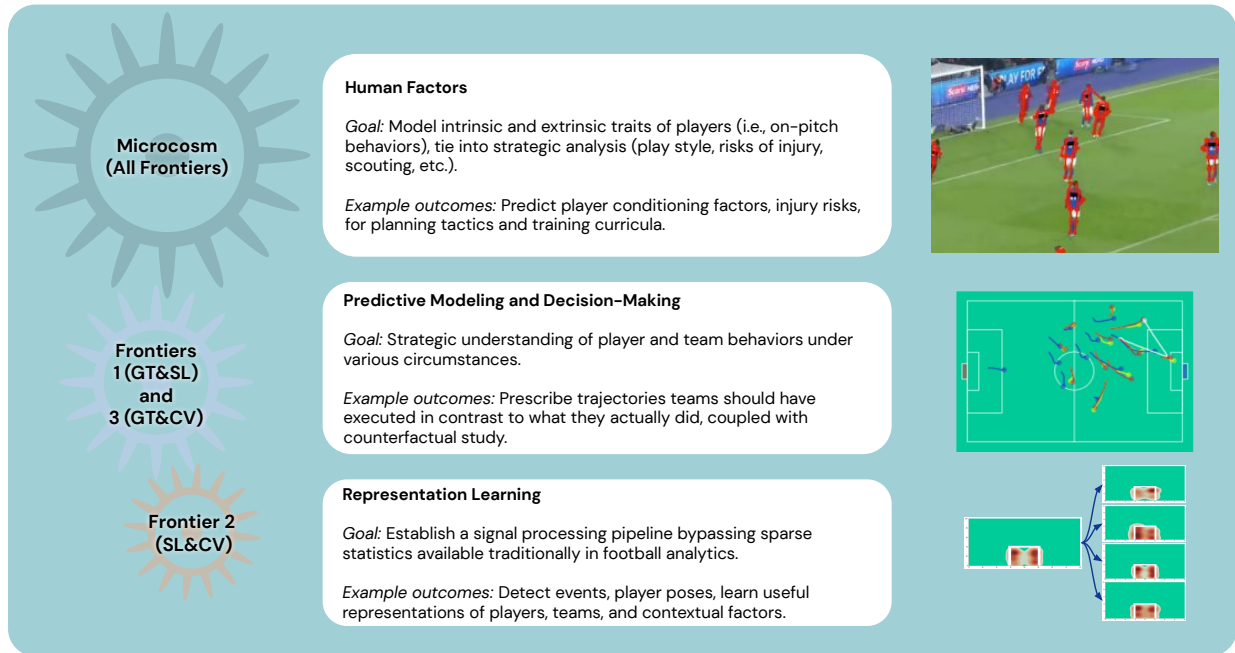 Microcosm
(All Frontiers)
Human Factors
Goal: Model intrinsic and extrinsic traits of players (i.e., on-pitch
behaviors), tie into strategic analysis (play style, risks of injury,
scouting, etc.).
Example outcomes: Predict player conditioning factors, injury risks,
for planning tactics and training curricula.
PLAY FOR
Frontiers
1 (GT&SL)
and
3 (GT&CV)
Predictive Modeling and Decision-Making
Goal: Strategic understanding of player and team behaviors under
various circumstances.
Example outcomes: Prescribe trajectories teams should have
executed in contrast to what they actually did, coupled with
counterfactual study.
Frontier 2
(SL&CV)
Representation Learning
Goal: Establish a signal processing pipeline bypassing sparse
statistics available traditionally in football analytics.
Example outcomes: Detect events, player poses, learn useful
representations of players, teams, and contextual factors.